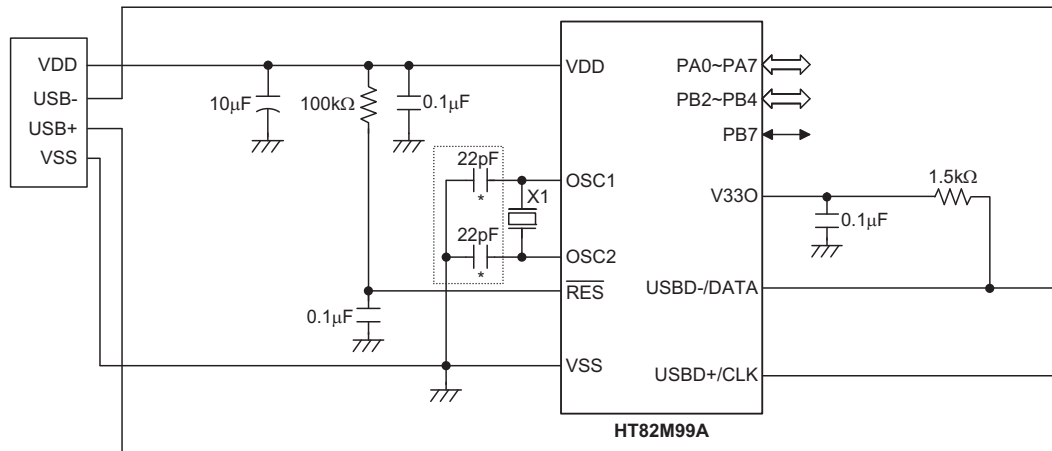 VDD
USB-
USB+
VSS
10μF
100kΩ
0.1μF
22pF
*
22pF
*
X1
0.1μF
VDD
OSC1
OSC2
R̅E̅S̅
VSS
PA0~PA7
PB2~PB4
PB7
V33O
USBD-/DATA
USBD+/CLK
1.5kΩ
0.1μF
HT82M99A